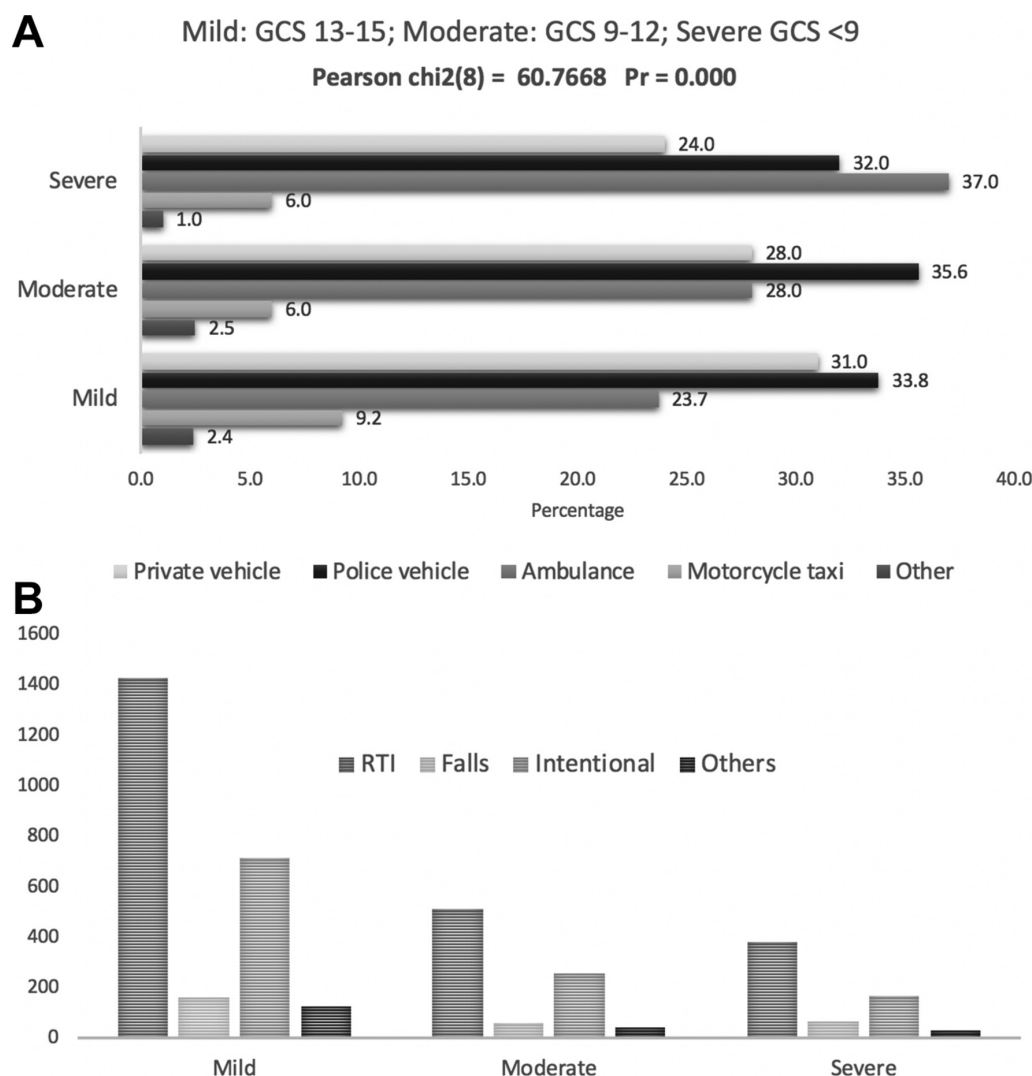 A
Mild: GCS 13-15; Moderate: GCS 9-12; Severe GCS <9
Pearson chi2(8) = 60.7668 Pr = 0.000
24.0
Severe
32.0
37.0
6.0
1.0
28.0
Moderate
35.6
28.0
6.0
2.5
31.0
Mild
33.8
23.7
9.2
2.4
0.0 5.0 10.0 15.0 20.0 25.0 30.0 35.0 40.0
Percentage
Private vehicle Police vehicle Ambulance Motorcycle taxi Other
B
1600
1400
1200
1000
800
600
400
200
0
RTI Falls Intentional Others
Mild Moderate Severe